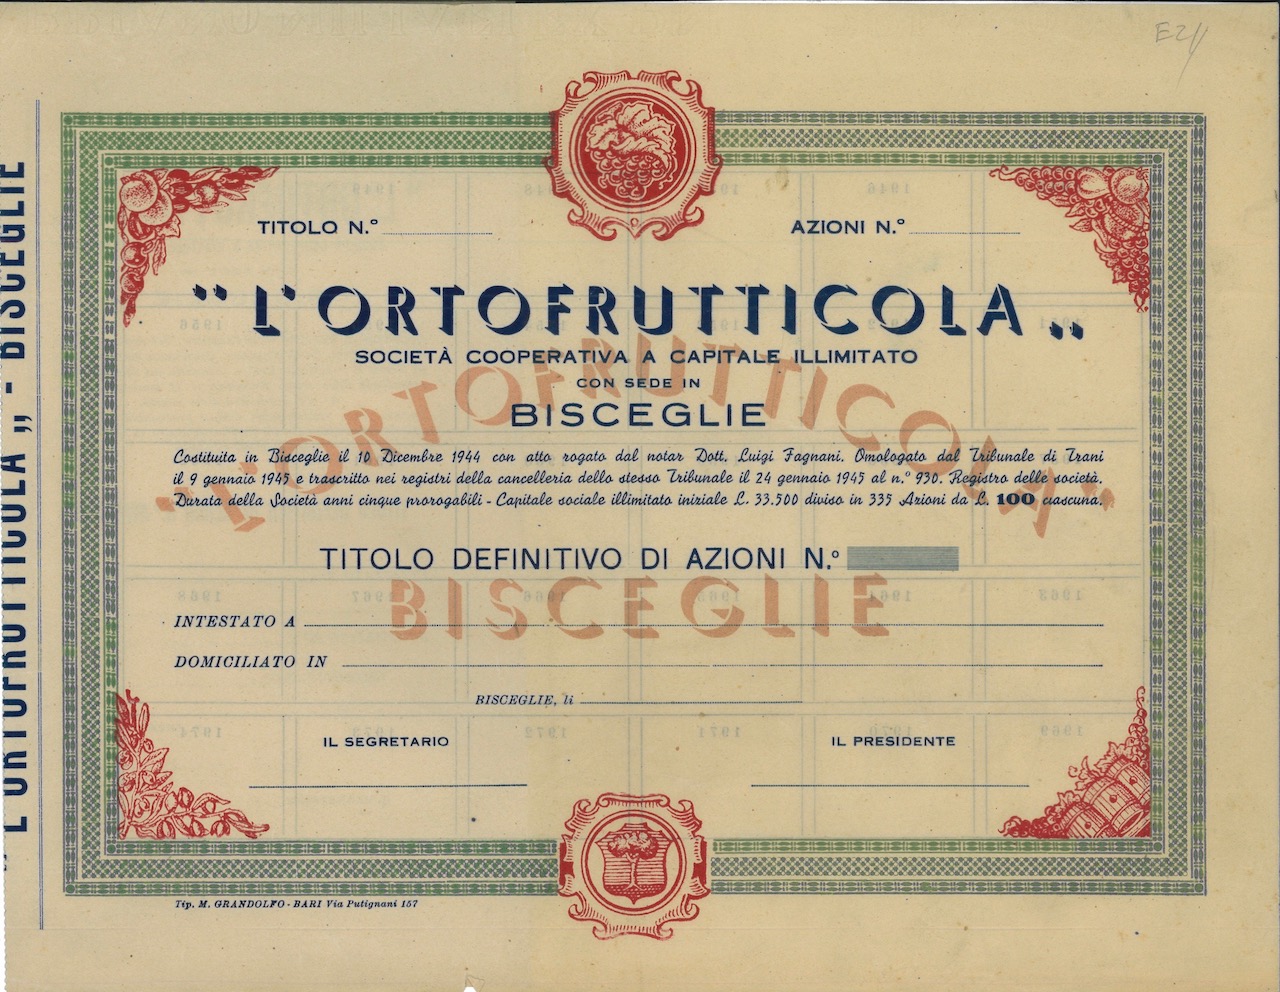 E2//
TITOLO N.º
AZIONI N.º
"L'ORTOFRUTTICOLA„
SOCIETÀ COOPERATIVA A CAPITALE ILLIMITATO
CON SEDE IN
BISCEGLIE
Costituita in Bisceglie il 10 Dicembre 1944 con atto rogato dal notar Dott. Luigi Fagnani. Omologato dal Tribunale di Trani
il 9 gennaio 1945 e trascritto nei registri della cancelleria dello stesso Tribunale il 24 gennaio 1945 al n.º 930. Registro delle società.
Durata della Società anni cinque prorogabili - Capitale sociale illimitato iniziale L. 33.500 diviso in 335 Azioni da L. 100 ciascuna.
"L'ORTOFRUTTICOLA„
BISCEGLIE
TITOLO DEFINITIVO DI AZIONI N.º
INTESTATO A
DOMICILIATO IN
BISCEGLIE, li
IL SEGRETARIO
IL PRESIDENTE
Tip. M. GRANDOLFO - BARI Via Putignani 157
"L'ORTOFRUTTICOLA„ - BISCEGLIE